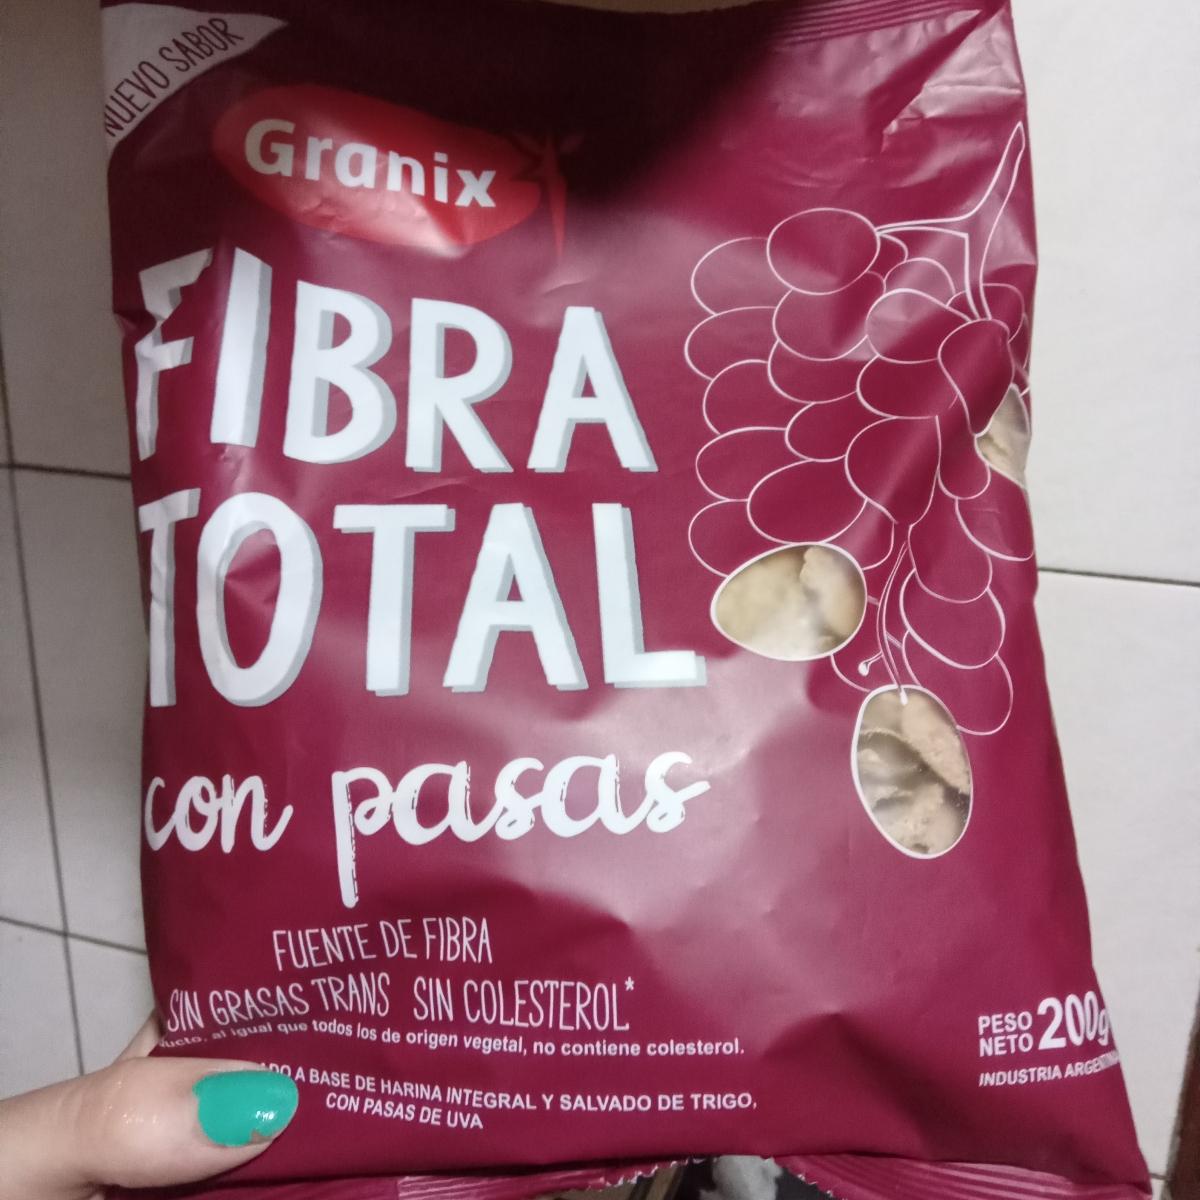 NUEVO SABOR
Granix
FIBRA
TOTAL
con pasas
FUENTE DE FIBRA
SIN GRASAS TRANS SIN COLESTEROL*
al igual que todos los de origen vegetal, no contiene colesterol.
A BASE DE HARINA INTEGRAL Y SALVADO DE TRIGO,
CON PASAS DE UVA
PESO
NETO 200g
INDUSTRIA ARGENTINA